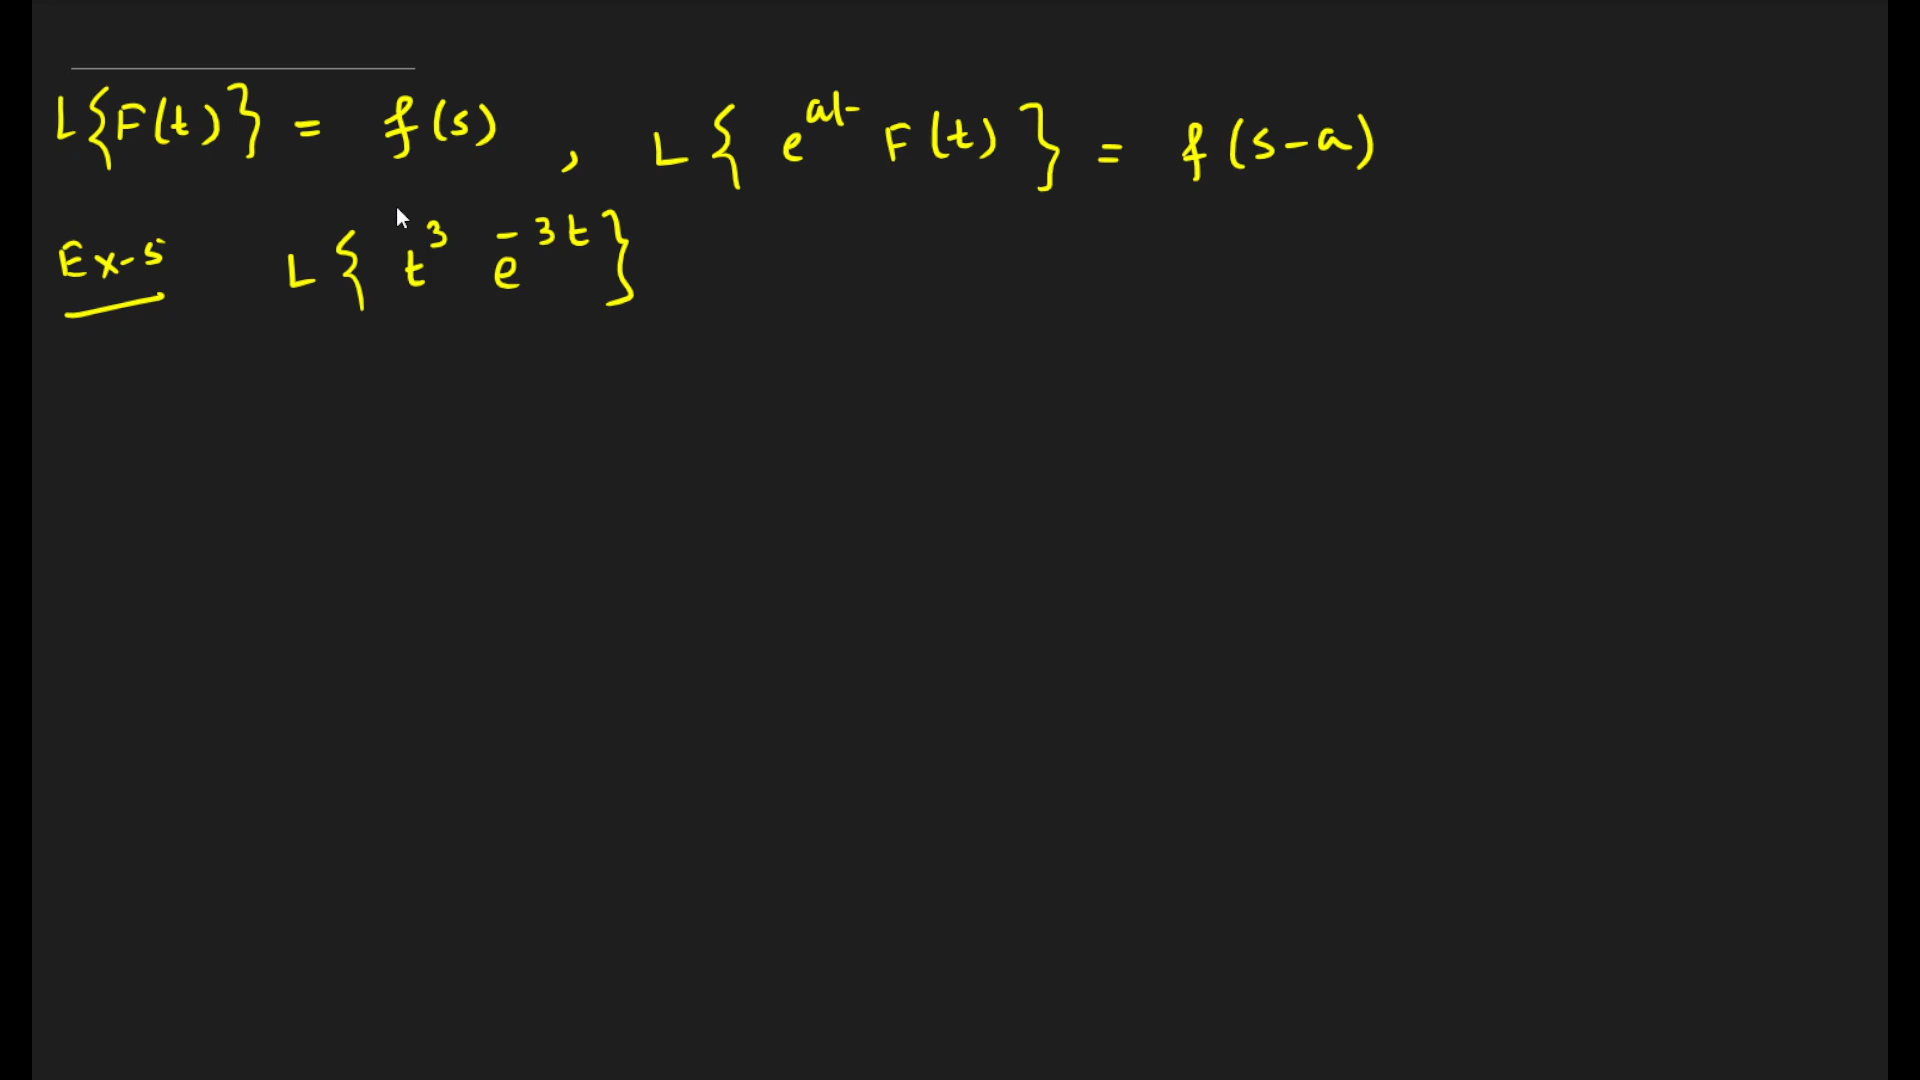 L{F(t)} = f(s) , L{ e^{at} F(t) } = f(s-a)
Ex-5 L{ t^3 e^{-3t} }